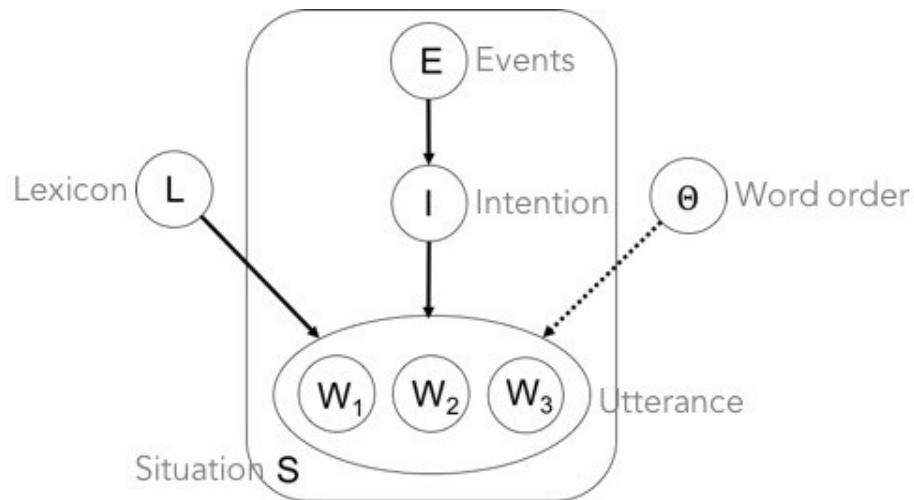 E Events
Lexicon L
I Intention
Θ Word order
W₁ W₂ W₃
Utterance
Situation S